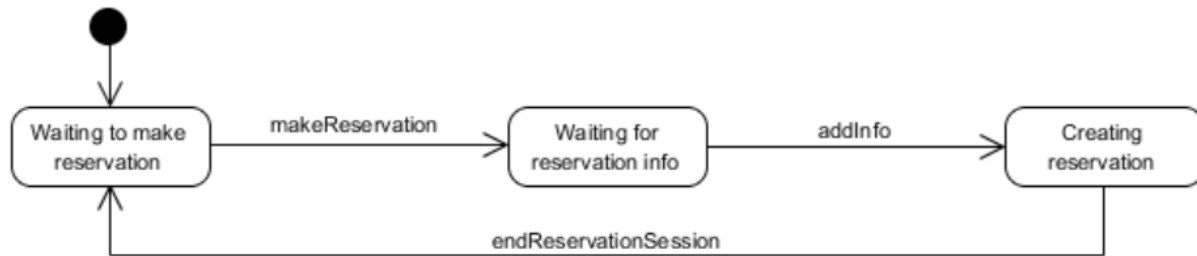 Waiting to make
reservation
makeReservation
Waiting for
reservation info
addInfo
Creating
reservation
endReservationSession